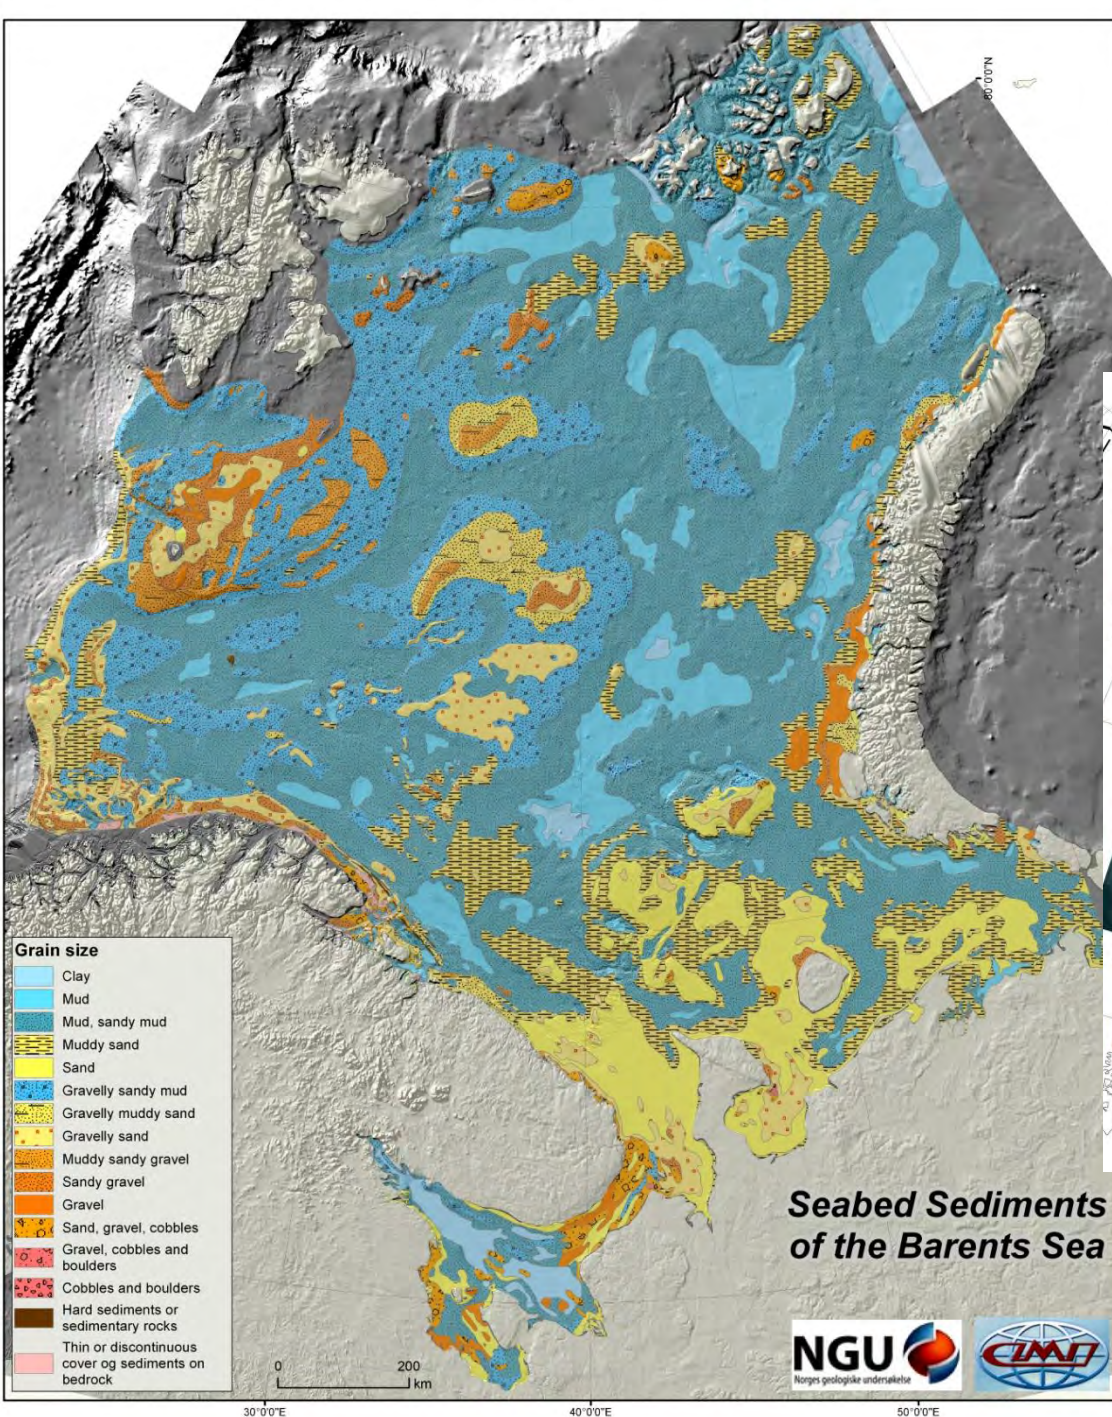 80°0'0"N
Grain size
Clay
Mud
Mud, sandy mud
Muddy sand
Sand
Gravelly sandy mud
Gravelly muddy sand
Gravelly sand
Muddy sandy gravel
Sandy gravel
Gravel
Sand, gravel, cobbles
Gravel, cobbles and
boulders
Cobbles and boulders
Hard sediments or
sedimentary rocks
Thin or discontinuous
cover og sediments on
bedrock
0 200
km
Seabed Sediments
of the Barents Sea
NGU
Norges geologiske undersøkelse
30°0'0"E 40°0'0"E 50°0'0"E